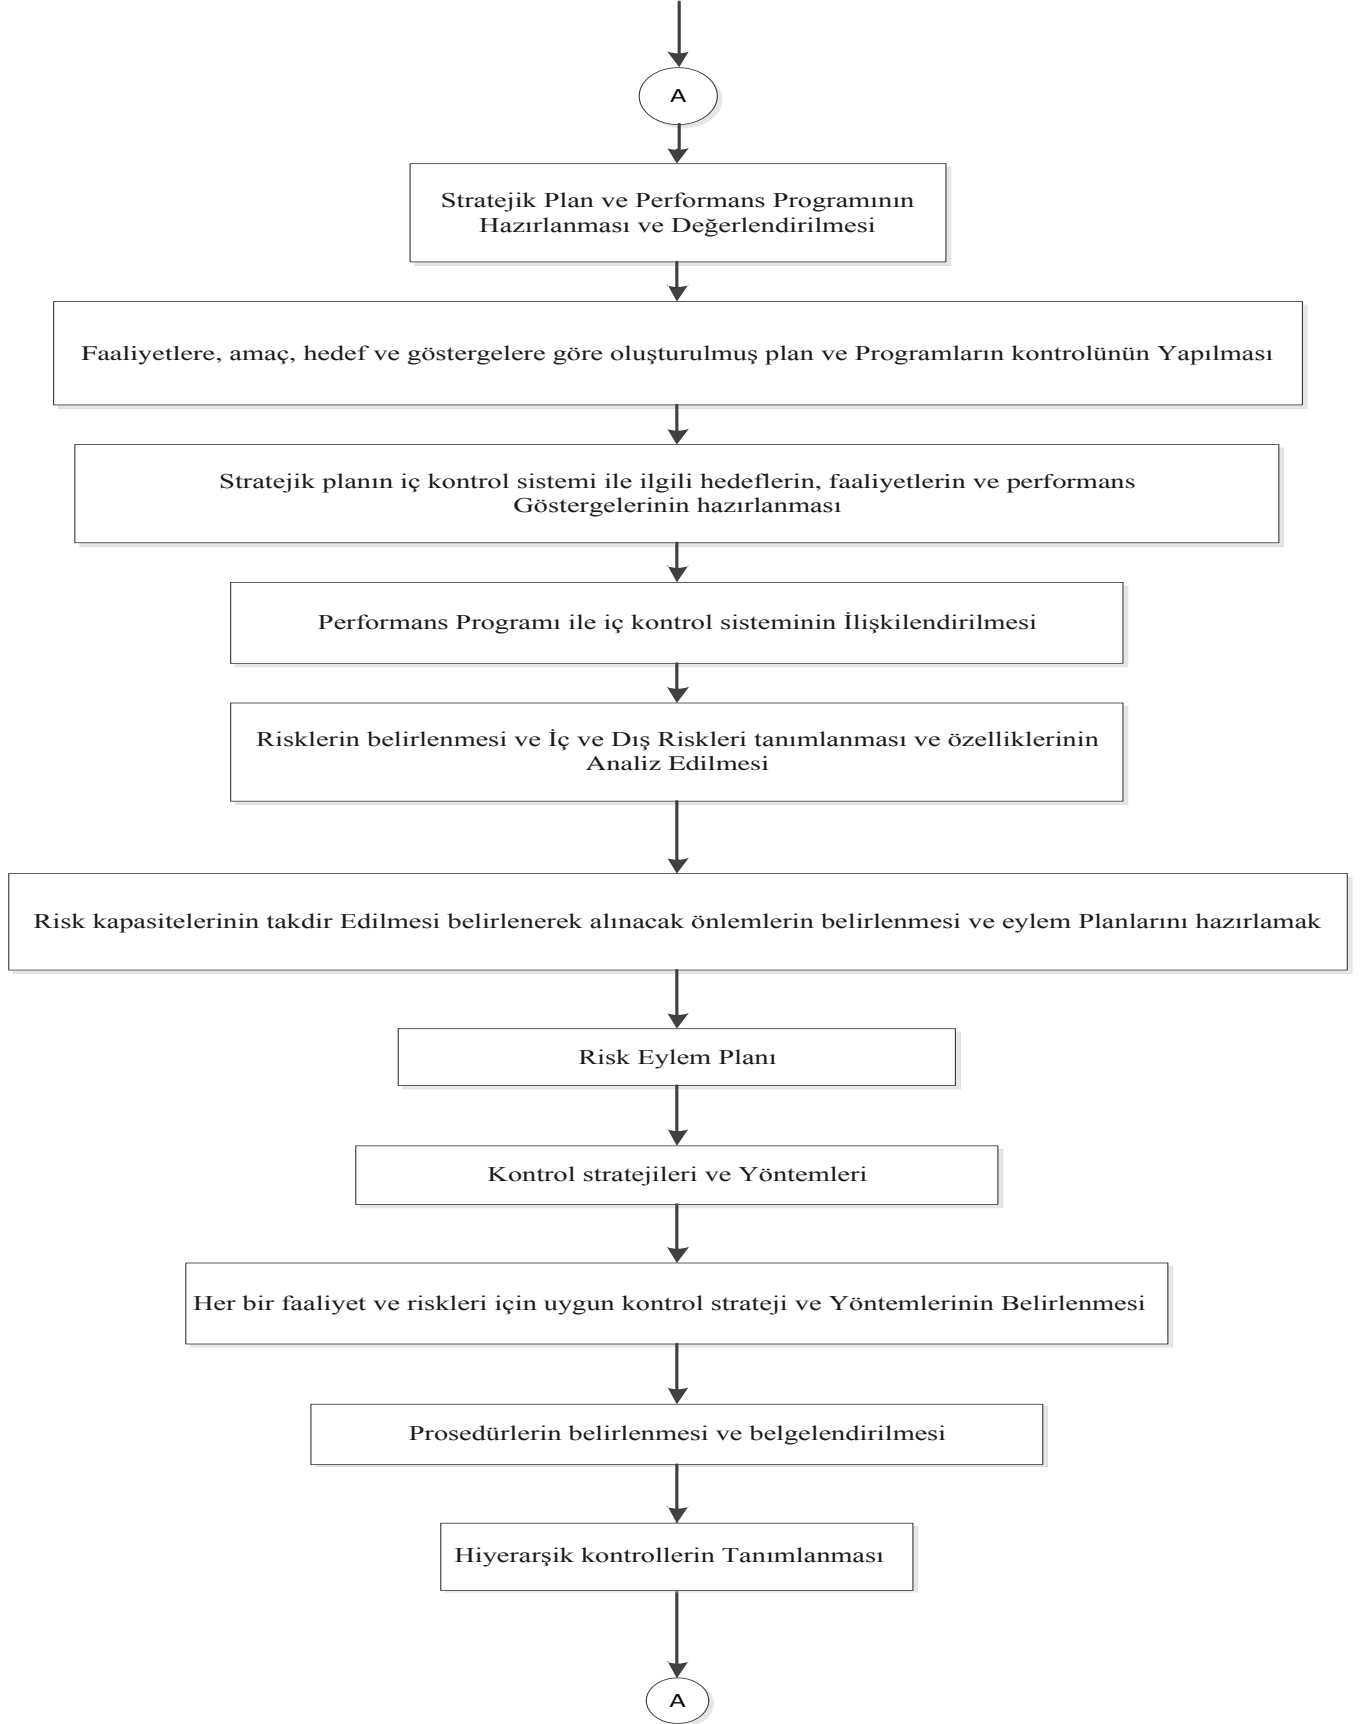 A
Stratejik Plan ve Performans Programının
Hazırlanması ve Değerlendirilmesi
Faaliyetlere, amaç, hedef ve göstergelere göre oluşturulmuş plan ve Programların kontrolünün Yapılması
Stratejik planın iç kontrol sistemi ile ilgili hedeflerin, faaliyetlerin ve performans
Göstergelerinin hazırlanması
Performans Programı ile iç kontrol sisteminin İlişkilendirilmesi
Risklerin belirlenmesi ve İç ve Dış Riskleri tanımlanması ve özelliklerinin
Analiz Edilmesi
Risk kapasitelerinin takdir Edilmesi belirlenerek alınacak önlemlerin belirlenmesi ve eylem Planlarını hazırlamak
Risk Eylem Planı
Kontrol stratejileri ve Yöntemleri
Her bir faaliyet ve riskleri için uygun kontrol strateji ve Yöntemlerinin Belirlenmesi
Prosedürlerin belirlenmesi ve belgelendirilmesi
Hiyerarşik kontrollerin Tanımlanması
A